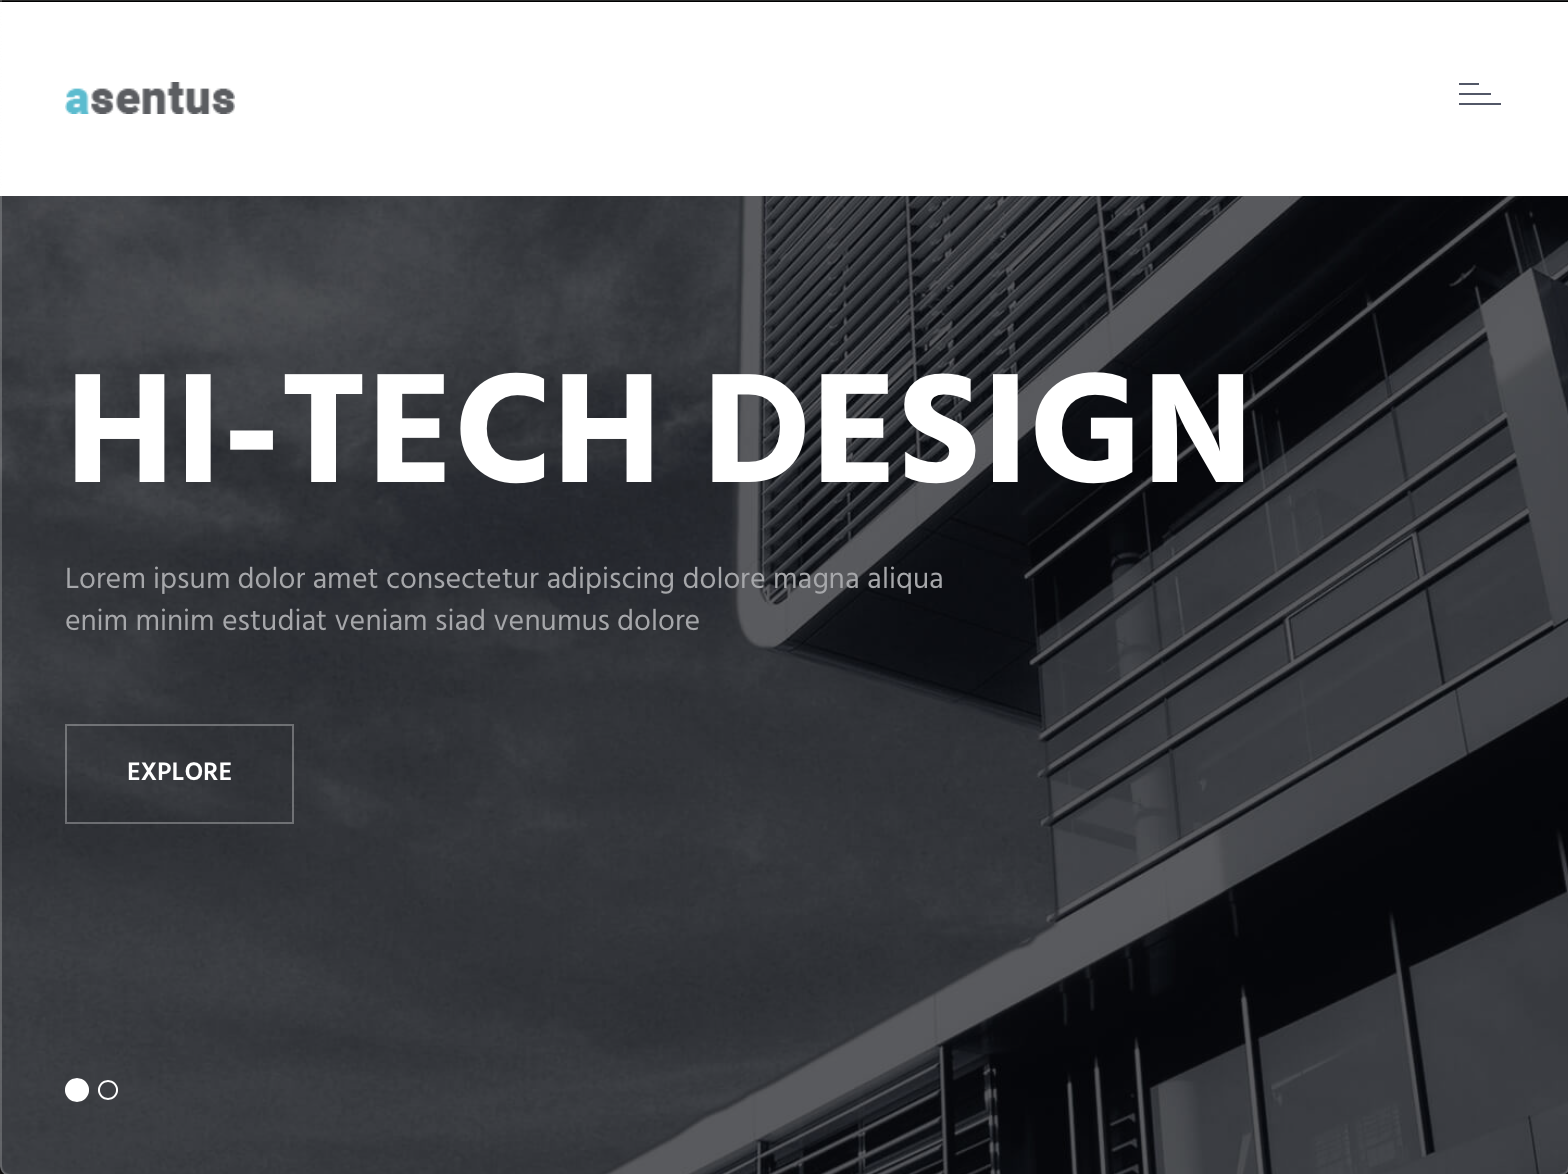 asentus
HI-TECH DESIGN
Lorem ipsum dolor amet consectetur adipiscing dolore magna aliqua
enim minim estudiat veniam siad venumus dolore
EXPLORE